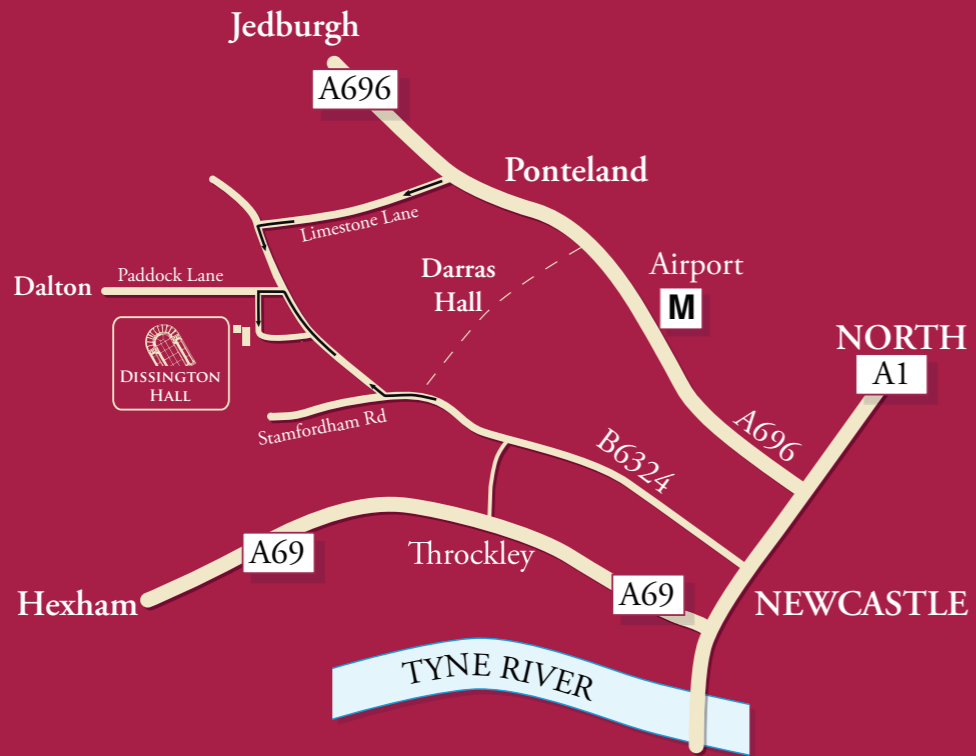 Jedburgh
A696
Ponteland
Limestone Lane
Darras
Hall
Airport
M
Paddock Lane
Dalton
DISSINGTON
HALL
NORTH
A1
Stamfordham Rd
A696
B6324
A69
Throckley
A69
Hexham
NEWCASTLE
TYNE RIVER